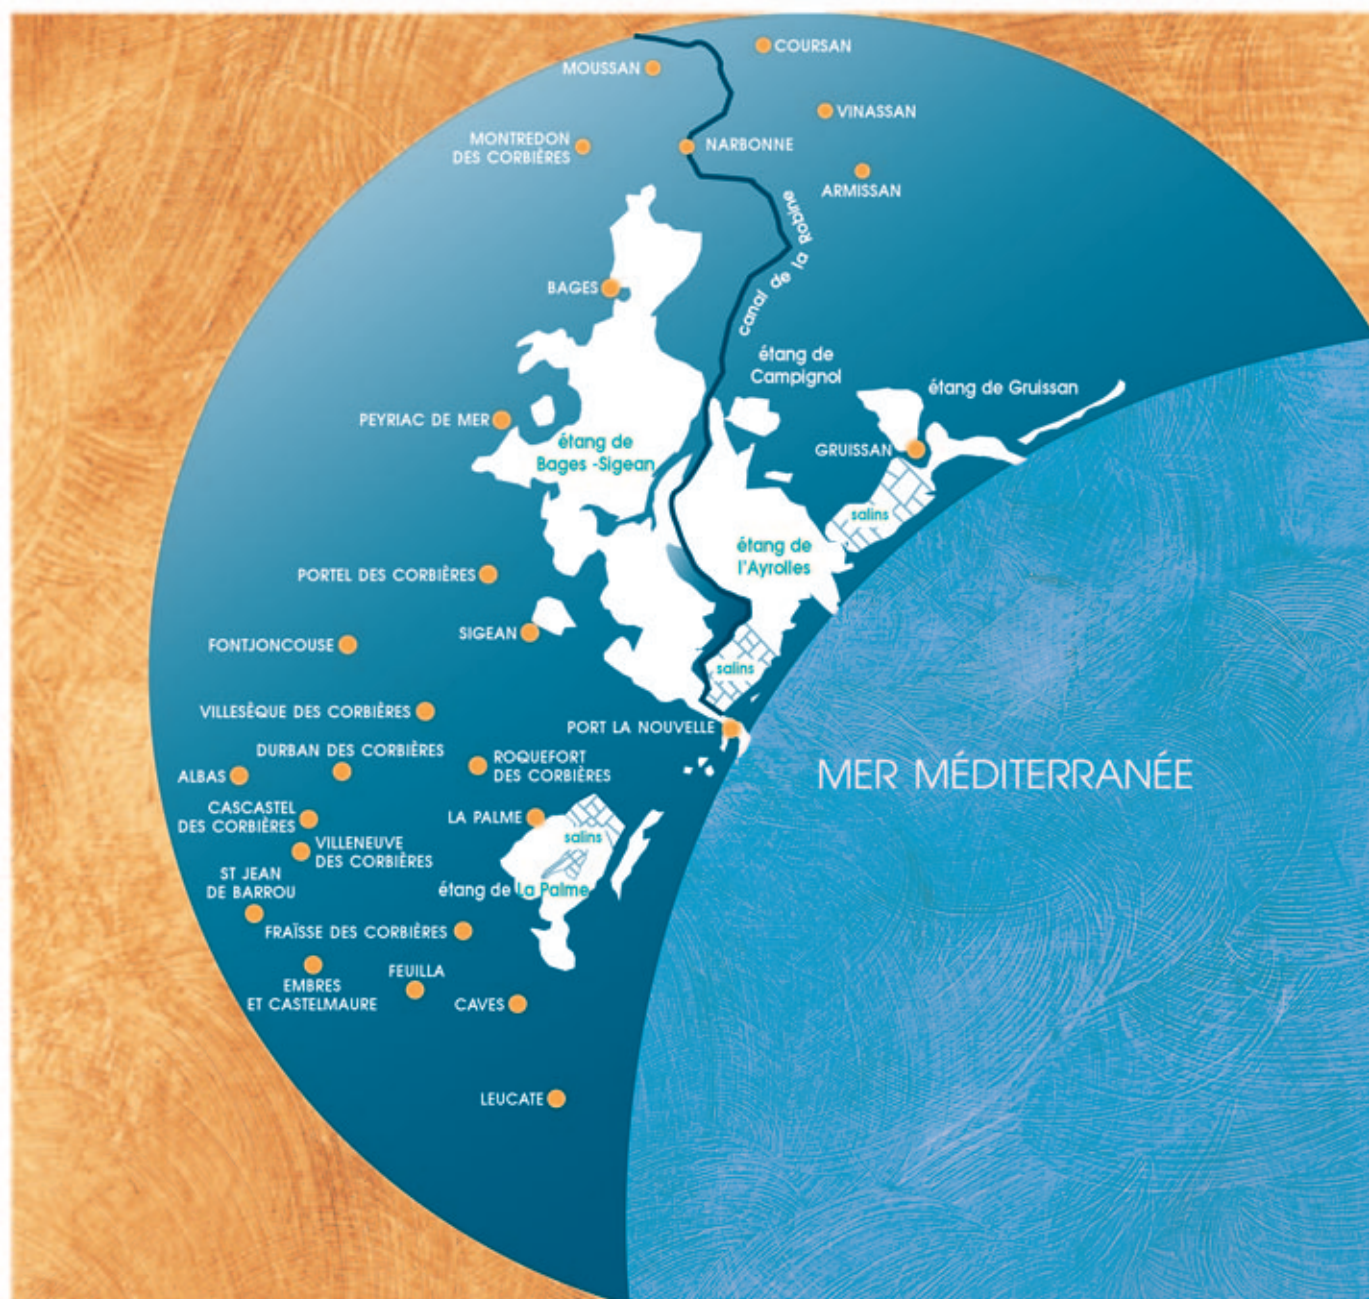 COURSAN
MOUSSAN
VINASSAN
MONTREDON
DES CORBIÈRES
NARBONNE
ARMISSAN
canal de la Robine
BAGES
étang de
Campignol
étang de Gruissan
PEYRIAC DE MER
étang de
Bages -Sigean
GRUISSAN
salins
étang de
l'Ayrolles
PORTEL DES CORBIÈRES
SIGEAN
FONTJONCOUSE
salins
VILLESÈQUE DES CORBIÈRES
PORT LA NOUVELLE
DURBAN DES CORBIÈRES
ROQUEFORT
DES CORBIÈRES
ALBAS
MER MÉDITERRANÉE
CASCASTEL
DES CORBIÈRES
LA PALME
salins
VILLENEUVE
DES CORBIÈRES
ST JEAN
DE BARROU
étang de La Palme
FRAÏSSE DES CORBIÈRES
EMBRES
ET CASTELMAURE
FEUILLA
CAVES
LEUCATE